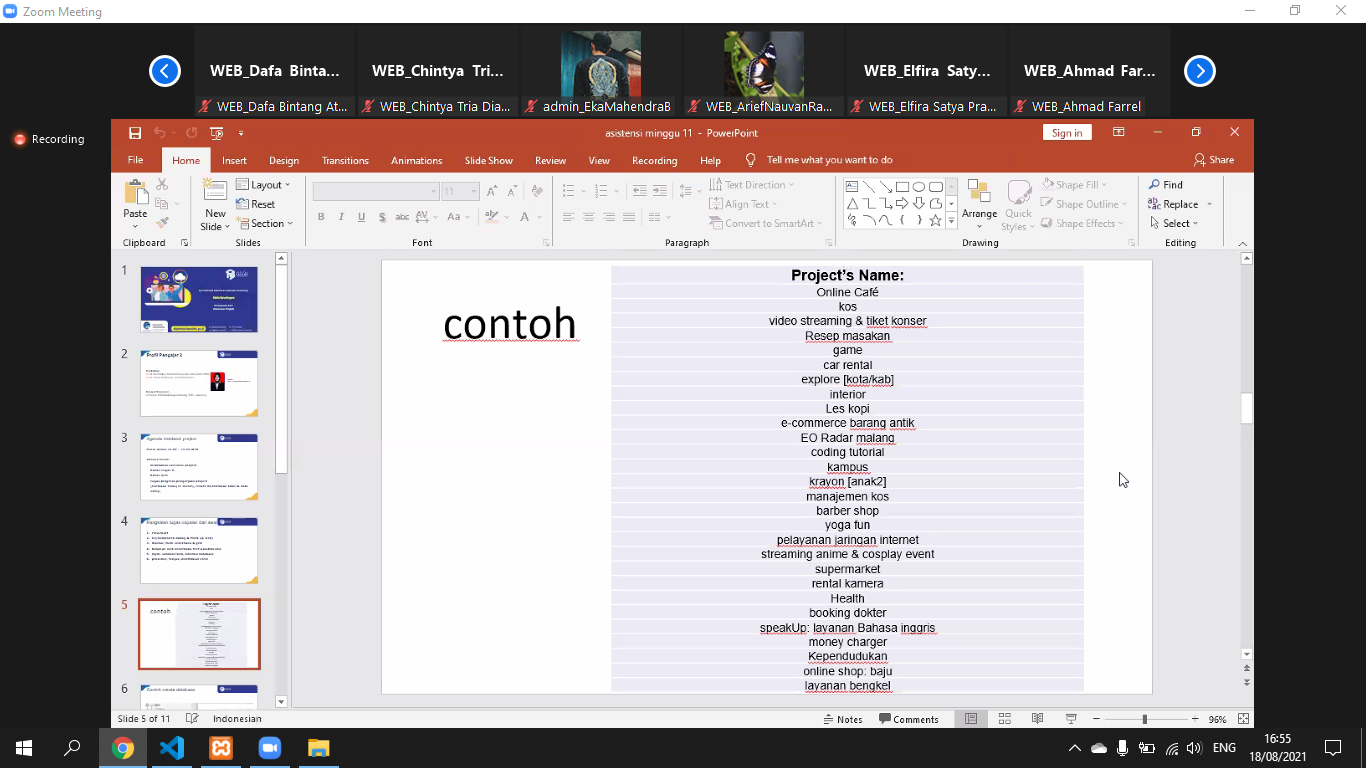 Zoom Meeting
WEB_Dafa Binta...
WEB_Chintya Tri...
WEB_Elfira Saty...
WEB_Ahmad Far...
WEB_Dafa Bintang At...
WEB_Chintya Tria Dia...
admin_EkaMahendraB
WEB_AriefNauvanRa...
WEB_Elfira Satya Pra...
WEB_Ahmad Farrel
Recording
asistensi minggu 11 - PowerPoint
Sign in
File Home Insert Design Transitions Animations Slide Show Review View Recording Help Tell me what you want to do Share
Paste
Clipboard
New Slide
Layout
Reset
Section
Slides
11
B I U S abc AV Aa A
Font
Text Direction
Align Text
Convert to SmartArt
Paragraph
Arrange
Quick Styles
Shape Fill
Shape Outline
Shape Effects
Drawing
Find
Replace
Select
Editing
1
2
Profil Pengajar 2
3
4
5
contoh
6
contoh
Project's Name:
Online Café
kos
video streaming & tiket konser
Resep masakan
game
car rental
explore [kota/kab]
interior
Les kopi
e-commerce barang antik
EO Radar malang
coding tutorial
kampus
krayon [anak2]
manajemen kos
barber shop
yoga fun
pelayanan jaringan internet
streaming anime & cosplay event
supermarket
rental kamera
Health
booking dokter
speakUp: layanan Bahasa inggris
money charger
Kependudukan
online shop: baju
layanan bengkel
Slide 5 of 11
Indonesian
Notes
Comments
96%
ENG
16:55
18/08/2021